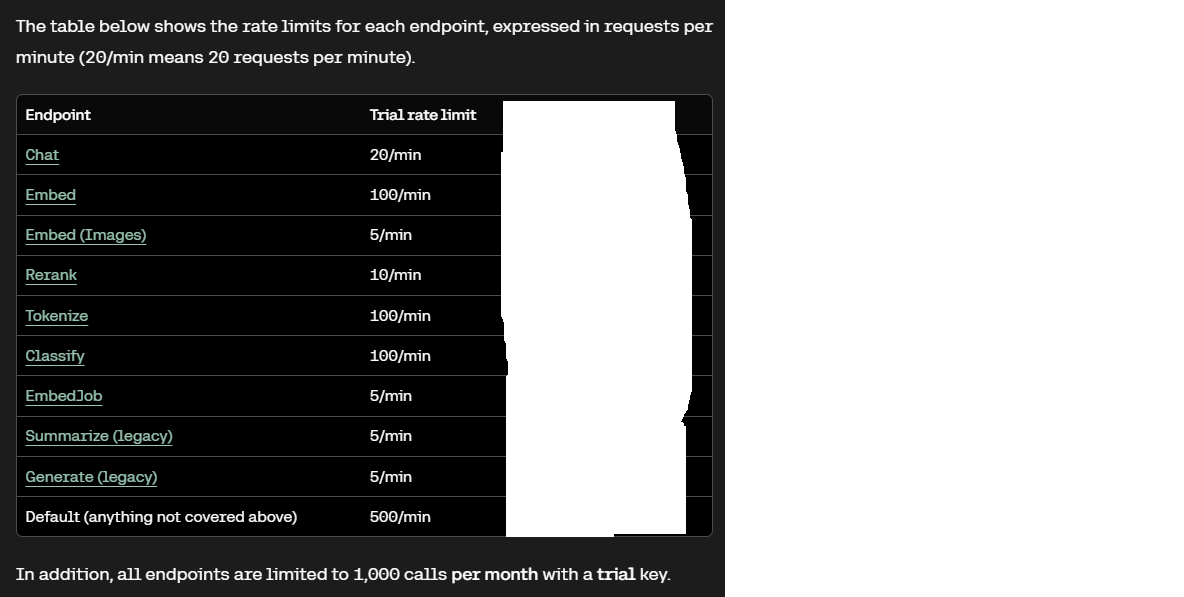 The table below shows the rate limits for each endpoint, expressed in requests per
minute (20/min means 20 requests per minute).
Endpoint Trial rate limit
Chat 20/min
Embed 100/min
Embed (Images) 5/min
Rerank 10/min
Tokenize 100/min
Classify 100/min
EmbedJob 5/min
Summarize (legacy) 5/min
Generate (legacy) 5/min
Default (anything not covered above) 500/min
In addition, all endpoints are limited to 1,000 calls per month with a trial key.